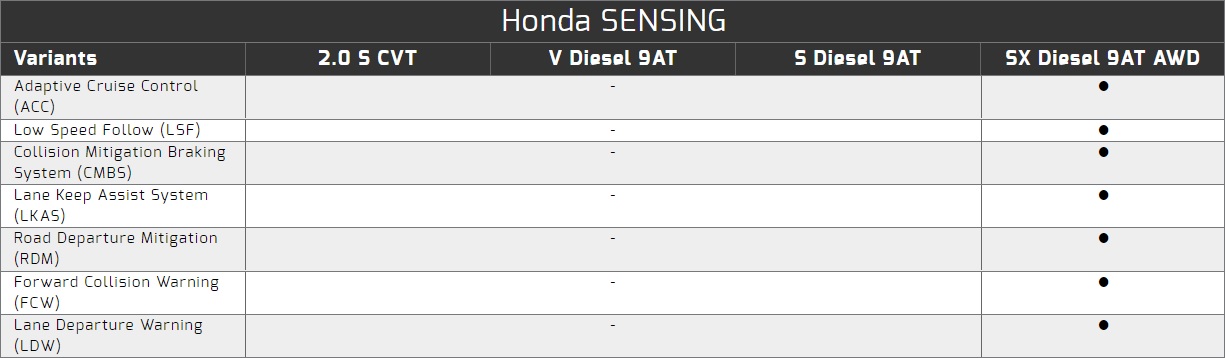 Honda SENSING
Variants 2.0 S CVT V Diesel 9AT S Diesel 9AT SX Diesel 9AT AWD
Adaptive Cruise Control
(ACC) - ●
Low Speed Follow (LSF) - ●
Collision Mitigation Braking
System (CMBS) - ●
Lane Keep Assist System
(LKAS) - ●
Road Departure Mitigation
(RDM) - ●
Forward Collision Warning
(FCW) - ●
Lane Departure Warning
(LDW) - ●